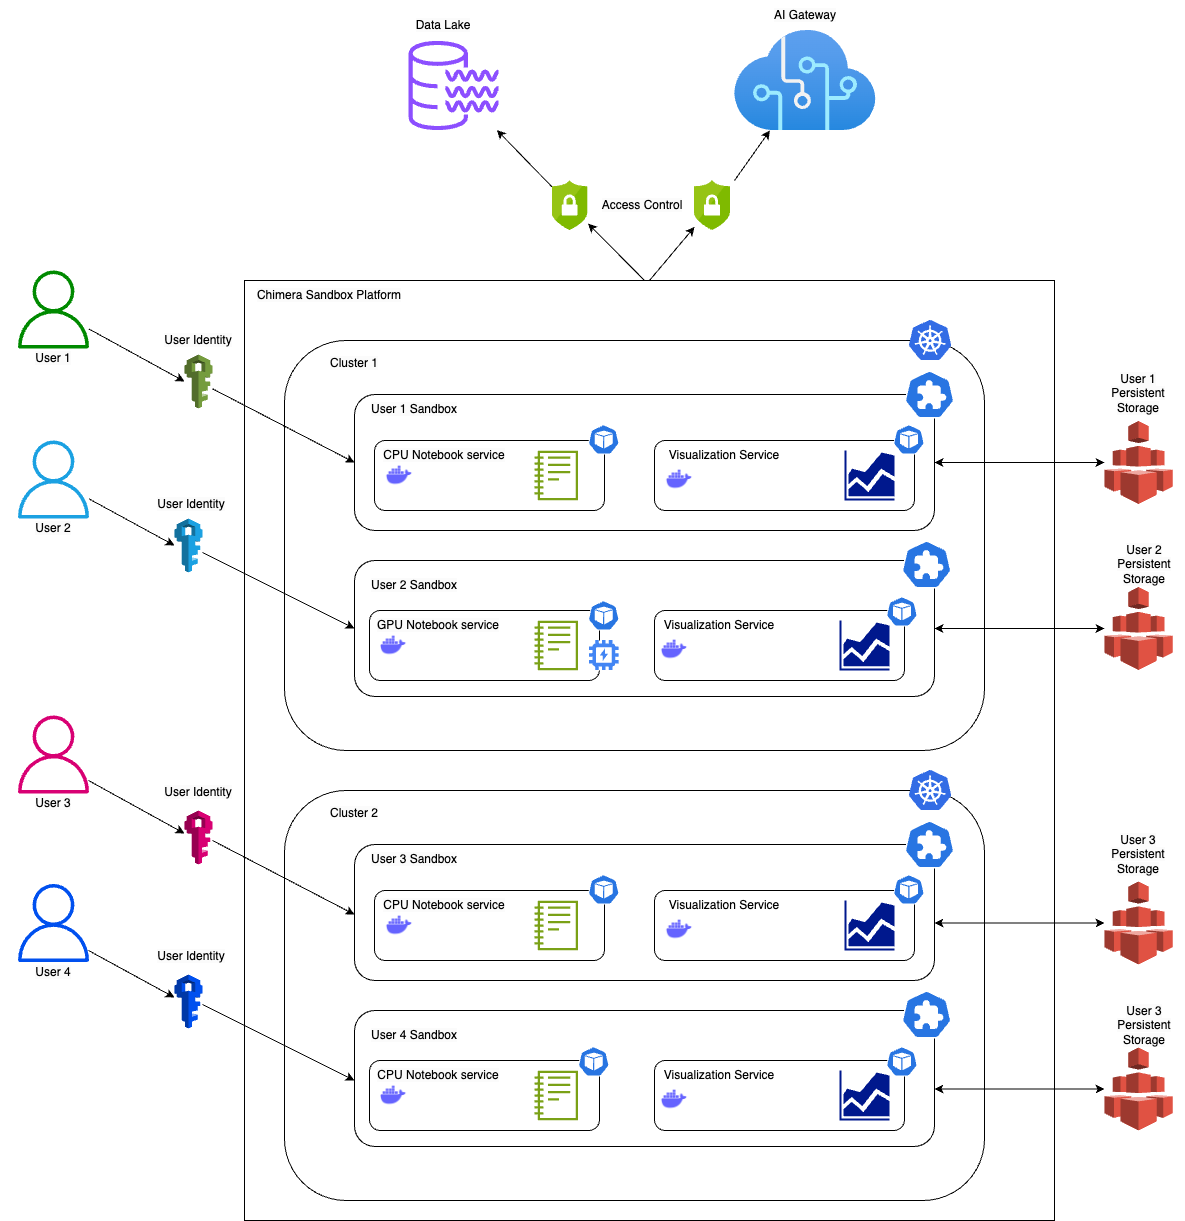 Data Lake
AI Gateway
Access Control
Chimera Sandbox Platform
User 1
User Identity
Cluster 1
User 1 Sandbox
CPU Notebook service
Visualization Service
User 1
Persistent
Storage
User 2
User Identity
User 2 Sandbox
GPU Notebook service
Visualization Service
User 2
Persistent
Storage
User 3
User Identity
Cluster 2
User 3 Sandbox
CPU Notebook service
Visualization Service
User 3
Persistent
Storage
User 4
User Identity
User 4 Sandbox
CPU Notebook service
Visualization Service
User 3
Persistent
Storage